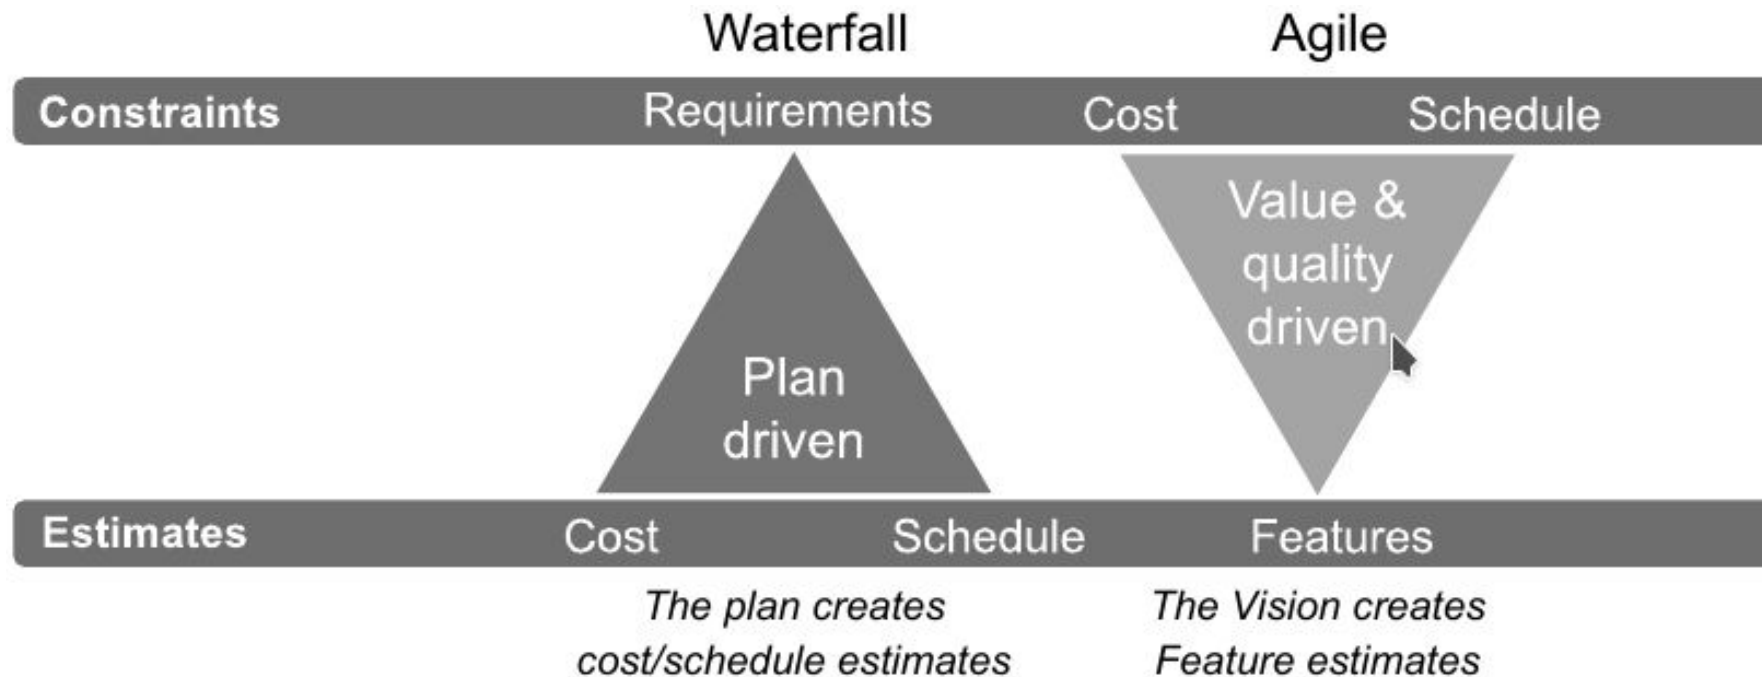 Waterfall Agile
Constraints Requirements Cost Schedule
Value &
quality
driven
Plan
driven
Estimates Cost Schedule Features
The plan creates
cost/schedule estimates
The Vision creates
Feature estimates